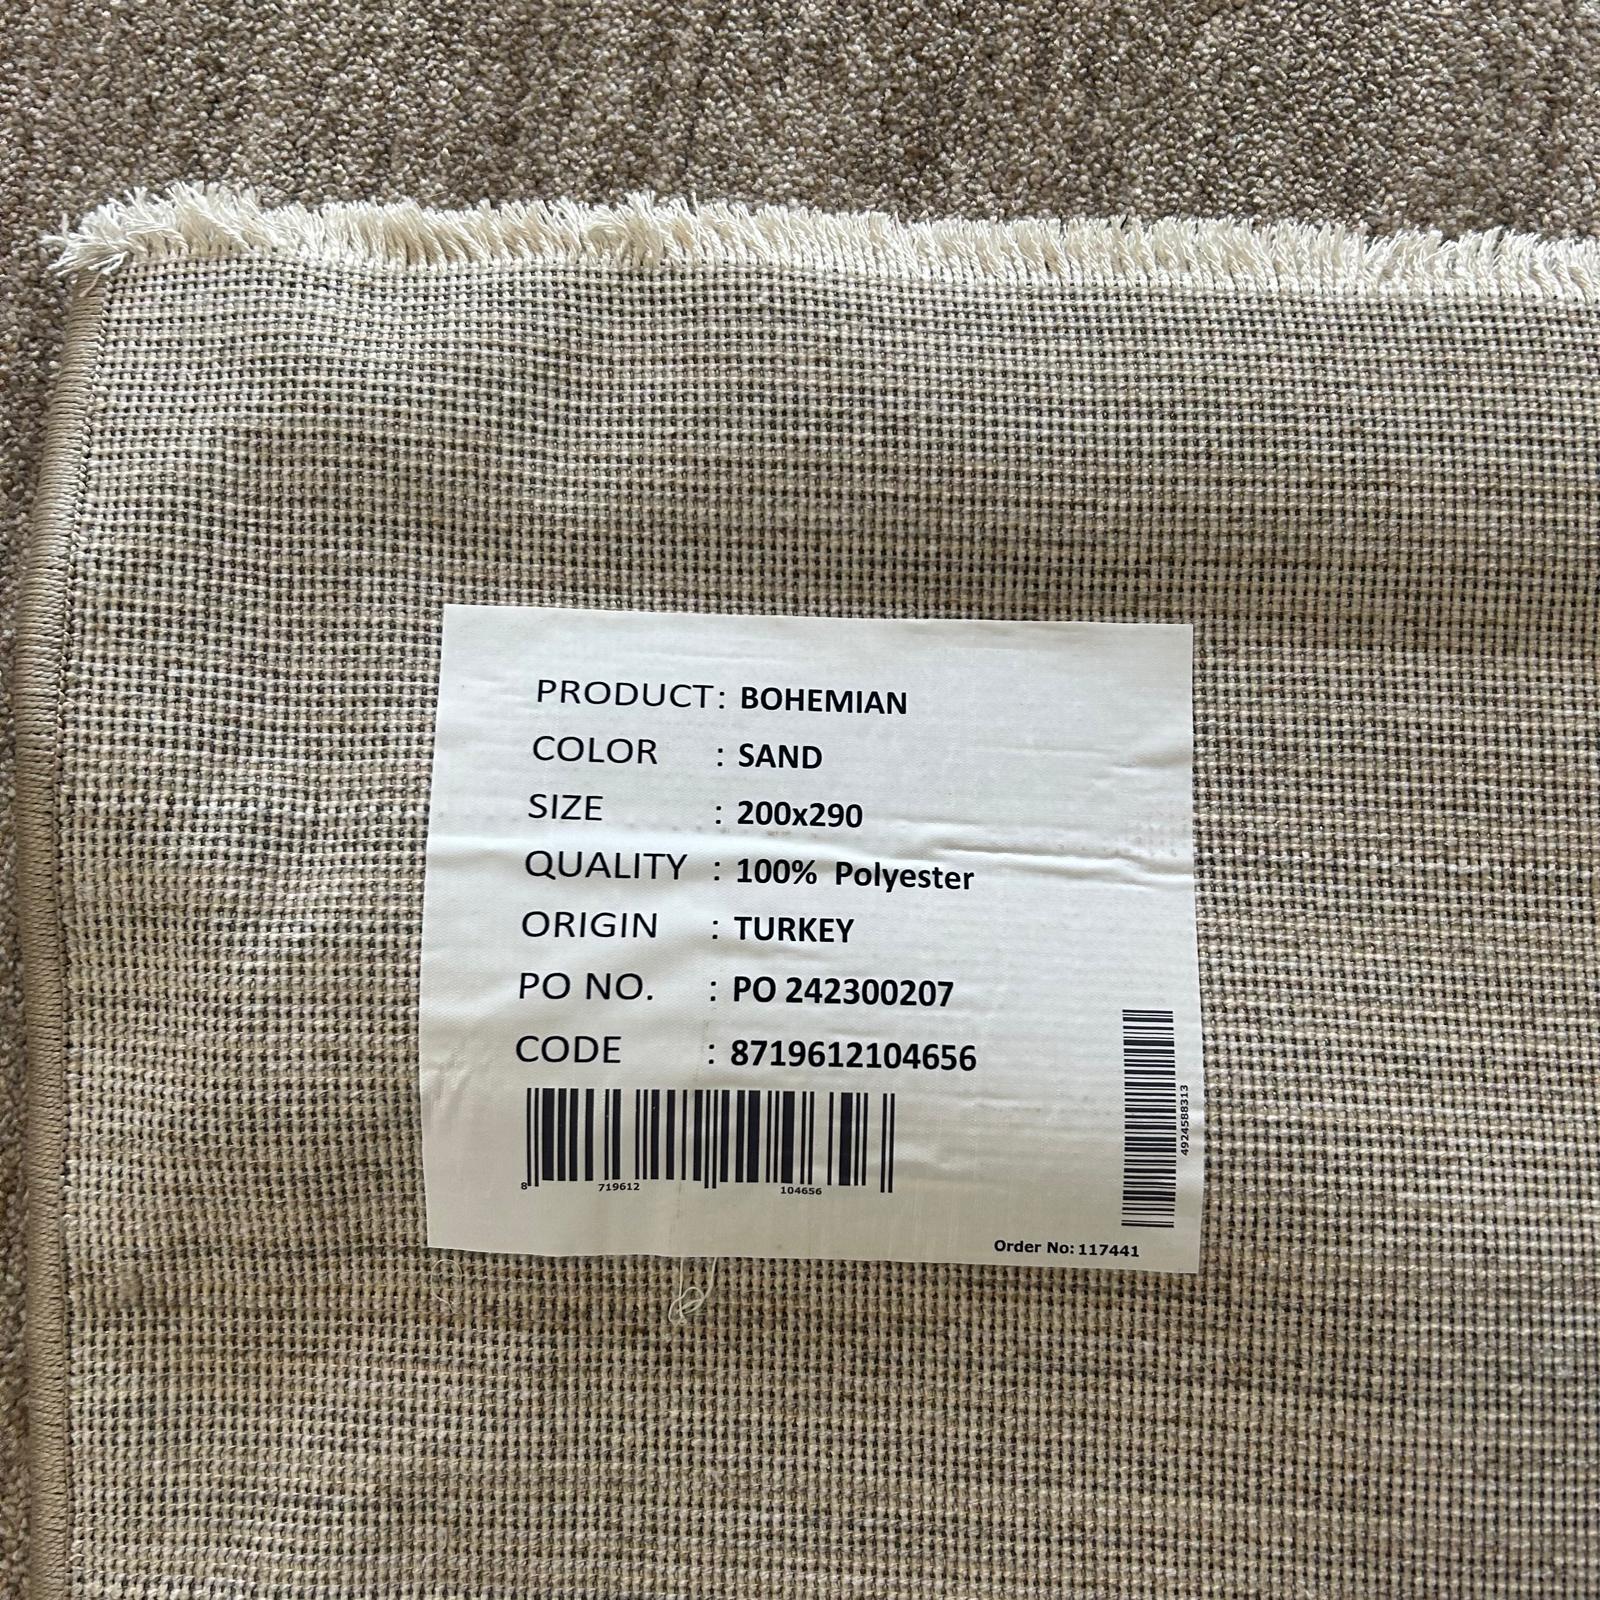 PRODUCT: BOHEMIAN
COLOR : SAND
SIZE : 200x290
QUALITY : 100% Polyester
ORIGIN : TURKEY
PO NO. : PO 242300207
CODE : 8719612104656
8 719612 104656
4924588313
Order No: 117441